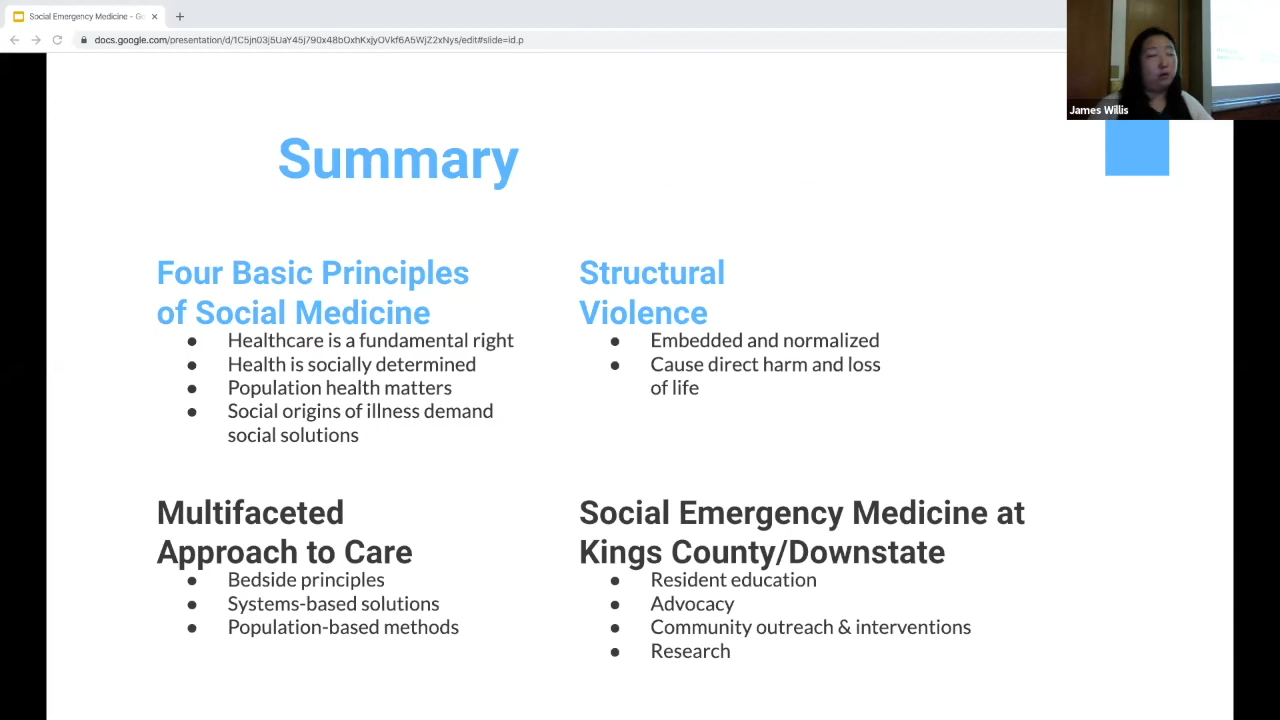 Social Emergency Medicine - Go
docs.google.com/presentation/d/1C5jn03j5UaY45j790x48bOxhKxjyOVkf6A5WjZ2xNys/edit#slide=id.p
James Willis
Summary
Four Basic Principles
of Social Medicine
● Healthcare is a fundamental right
● Health is socially determined
● Population health matters
● Social origins of illness demand
social solutions
Structural
Violence
● Embedded and normalized
● Cause direct harm and loss
of life
Multifaceted
Approach to Care
● Bedside principles
● Systems-based solutions
● Population-based methods
Social Emergency Medicine at
Kings County/Downstate
● Resident education
● Advocacy
● Community outreach & interventions
● Research